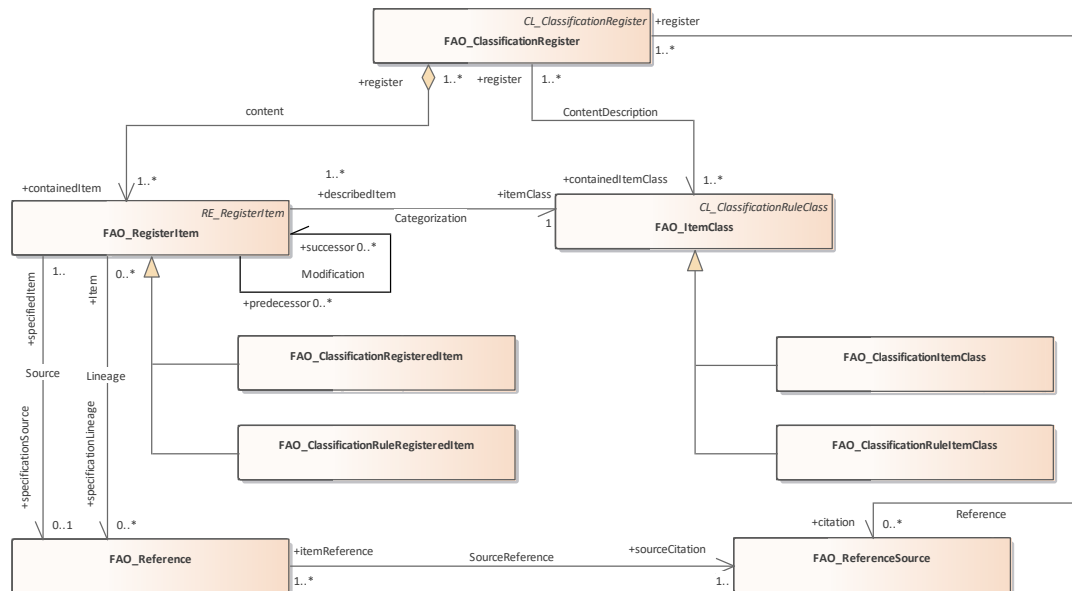 CL_ClassificationRegister
FAO_ClassificationRegister
+register
1..*
+register
1..*
+register
1..*
content
ContentDescription
+containedItem
1..*
1..*
+describedItem
+itemClass
+containedItemClass
1..*
Categorization
1
RE_RegisterItem
FAO_RegisterItem
CL_ClassificationRuleClass
FAO_ItemClass
+successor 0..*
Modification
+predecessor 0..*
1..
0..*
+specifiedItem
+Item
Source
Lineage
+specificationSource
+specificationLineage
0..1
0..*
FAO_ClassificationRegisteredItem
FAO_ClassificationItemClass
FAO_ClassificationRuleRegisteredItem
FAO_ClassificationRuleItemClass
Reference
+citation
0..*
FAO_Reference
+itemReference
1..*
SourceReference
+sourceCitation
1..
FAO_ReferenceSource